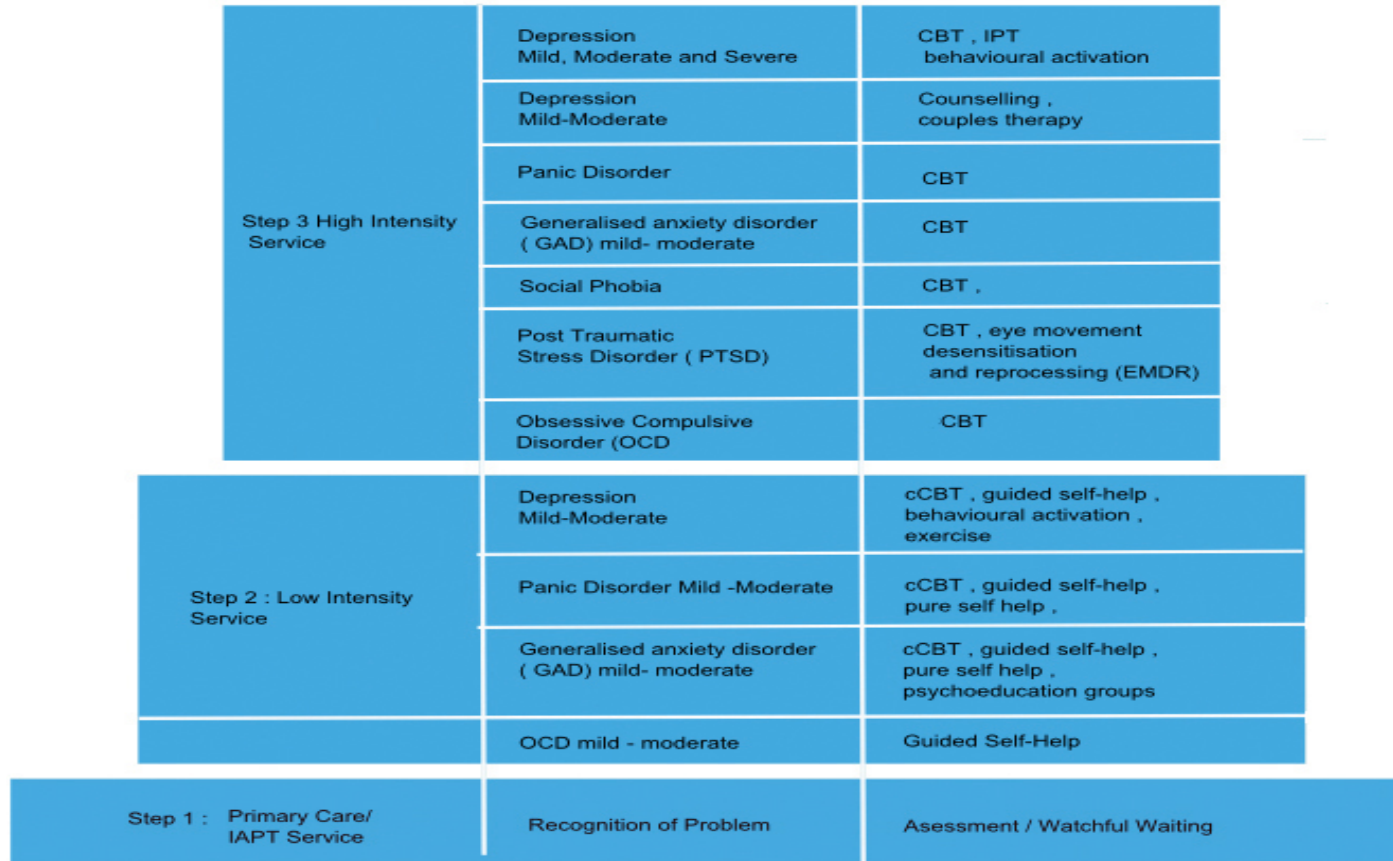 Depression
Mild, Moderate and Severe
CBT , IPT
behavioural activation
Depression
Mild-Moderate
Counselling ,
couples therapy
Panic Disorder
CBT
Step 3 High Intensity
Service
Generalised anxiety disorder
( GAD) mild- moderate
CBT
Social Phobia
CBT ,
Post Traumatic
Stress Disorder ( PTSD)
CBT , eye movement
desensitisation
and reprocessing (EMDR)
Obsessive Compulsive
Disorder (OCD
CBT
Step 2 : Low Intensity
Service
Depression
Mild-Moderate
cCBT , guided self-help ,
behavioural activation ,
exercise
Panic Disorder Mild -Moderate
cCBT , guided self-help ,
pure self help ,
Generalised anxiety disorder
( GAD) mild- moderate
cCBT , guided self-help ,
pure self help ,
psychoeducation groups
OCD mild - moderate
Guided Self-Help
Step 1 : Primary Care/
IAPT Service
Recognition of Problem
Asessment / Watchful Waiting